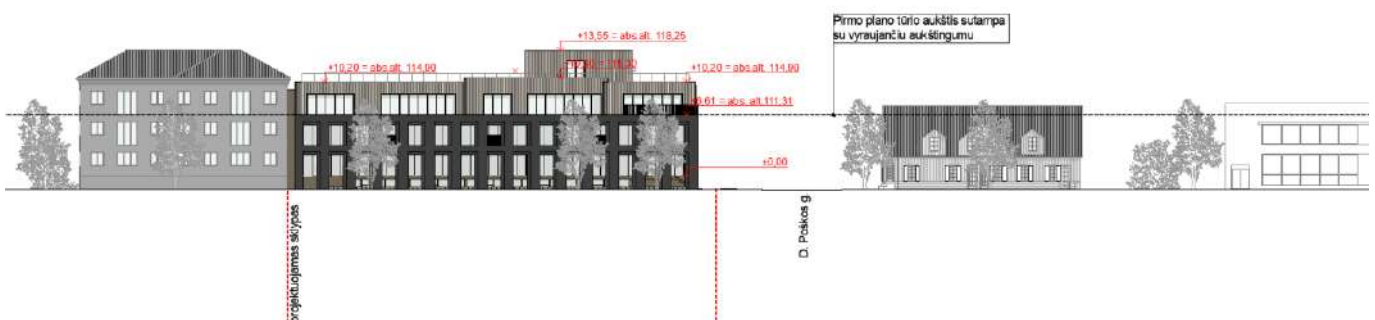 Pirmo plano tūrio aukštis sutampa
su vyraujančiu aukštingumu
+13,55 = abs.alt. 118,25
+10,20 = abs.alt. 114,90
+10,20 = abs.alt. 114,90
+6.61 = abs. alt.111,31
±0,00
projektuojamas sklypas
D. Poškos g.